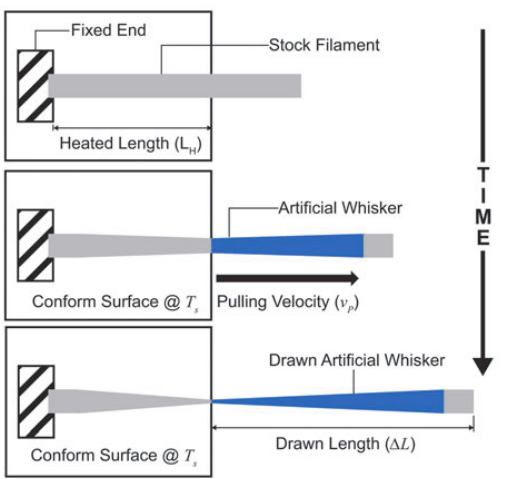 Fixed End
Stock Filament
Heated Length (L_H)
Artificial Whisker
Conform Surface @ T_s
Pulling Velocity (v_P)
Drawn Artificial Whisker
Conform Surface @ T_s
Drawn Length (ΔL)
TIME